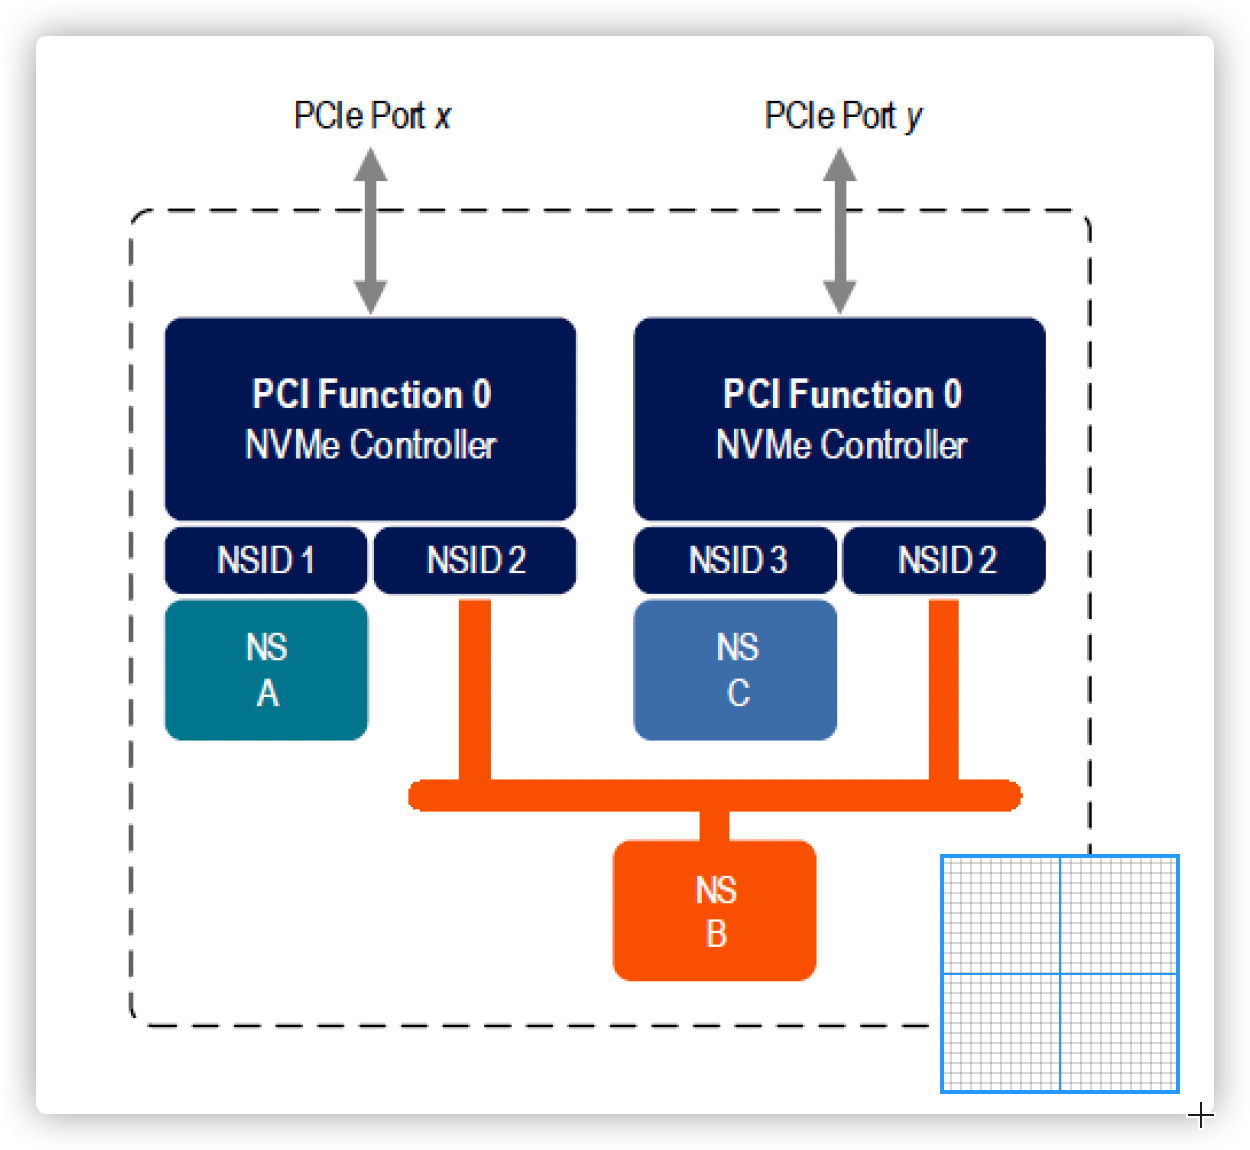 PCIe Port x
PCIe Port y
PCI Function 0
NVMe Controller
PCI Function 0
NVMe Controller
NSID 1
NSID 2
NSID 3
NSID 2
NS
A
NS
C
NS
B